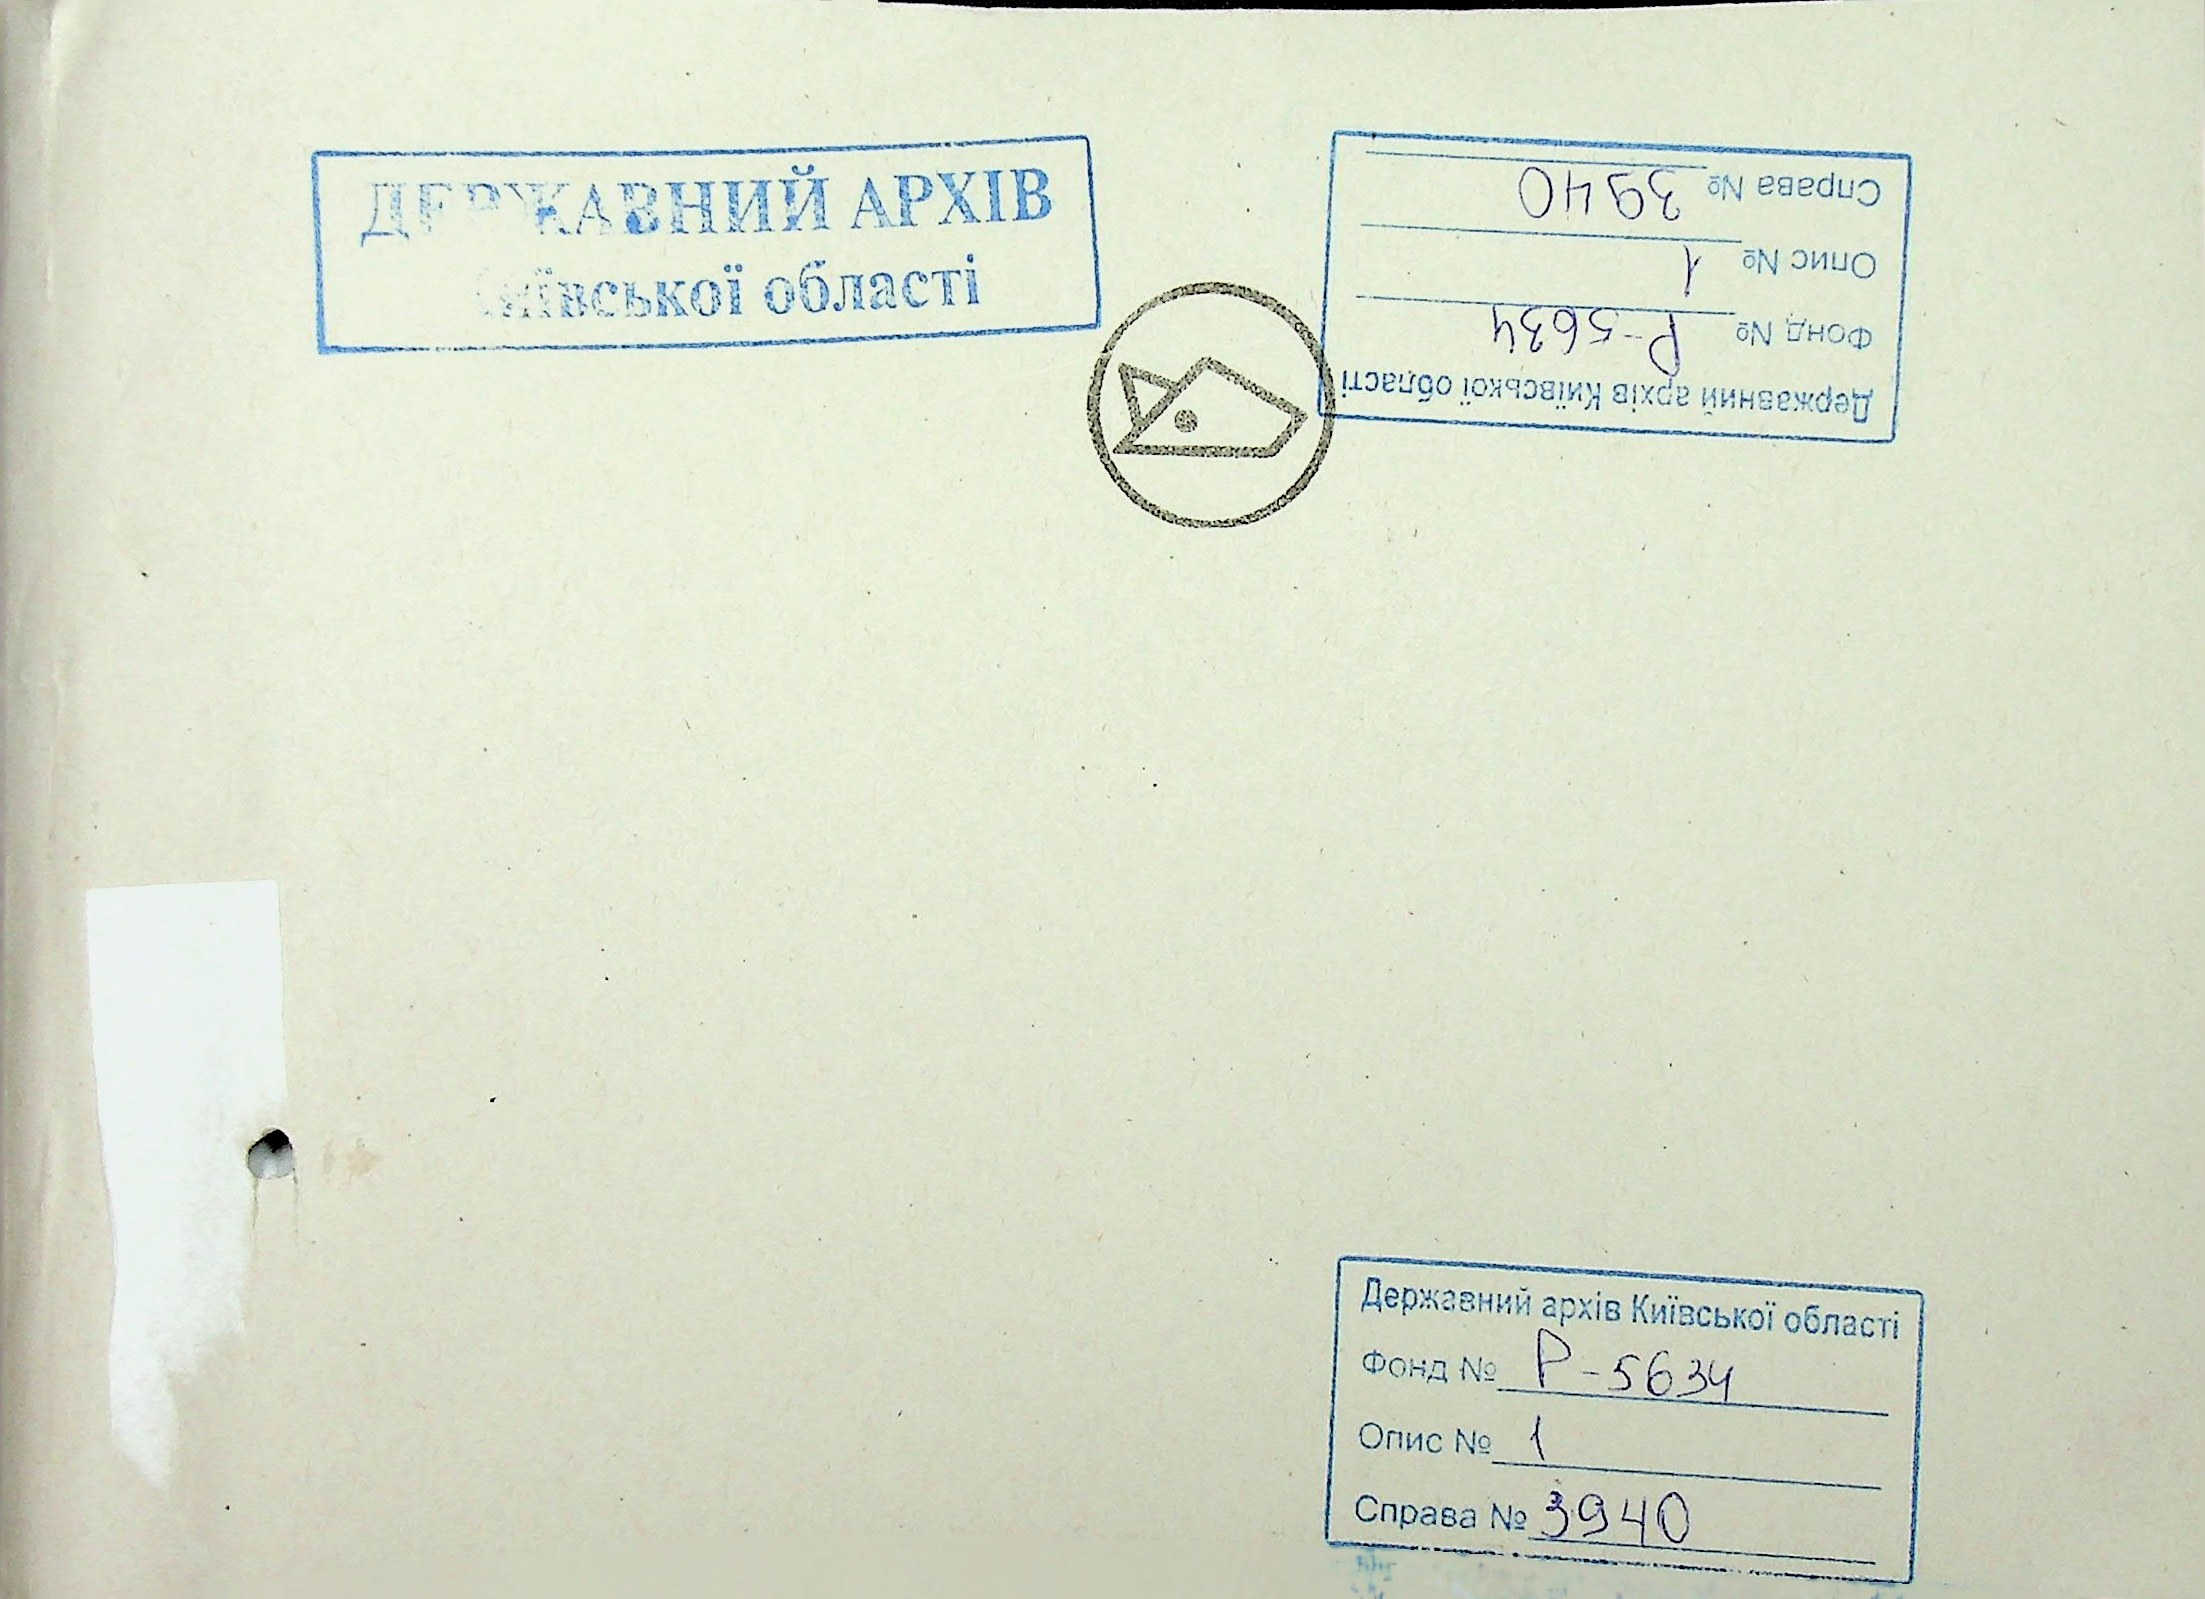 ДЕРЖАВНИЙ АРХІВ
Київської області
Державний архів Київської області
Фонд № Р-5634
Опис № 1
Справа № 3940
Державний архів Київської області
Фонд № Р-5634
Опис № 1
Справа № 3940